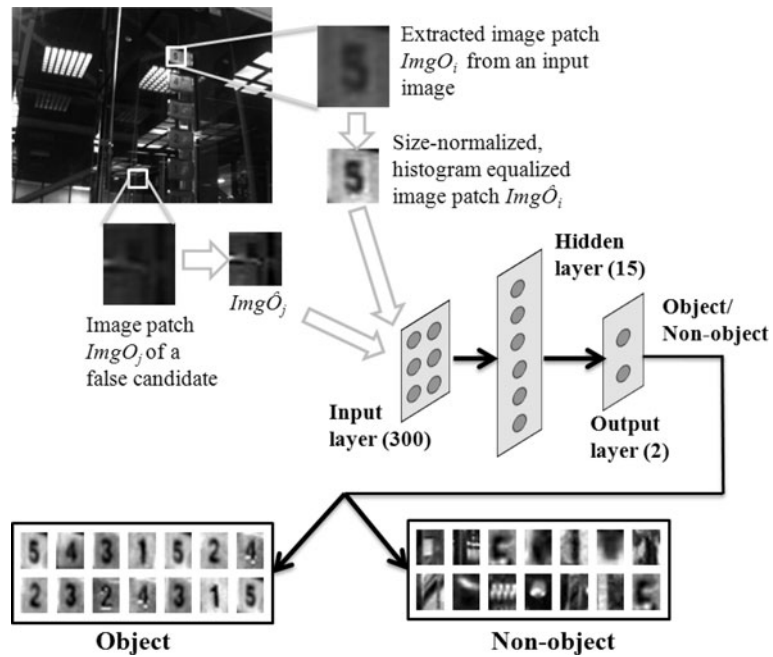 5
Extracted image patch
ImgOᵢ from an input
image
5
Size-normalized,
histogram equalized
image patch ImgÔᵢ
Image patch
ImgOⱼ of a
false candidate
ImgÔⱼ
Hidden
layer (15)
Object/
Non-object
Input
layer (300)
Output
layer (2)
5 4 3 1 5 2 4
2 3 2 4 3 1 5
Object
Non-object